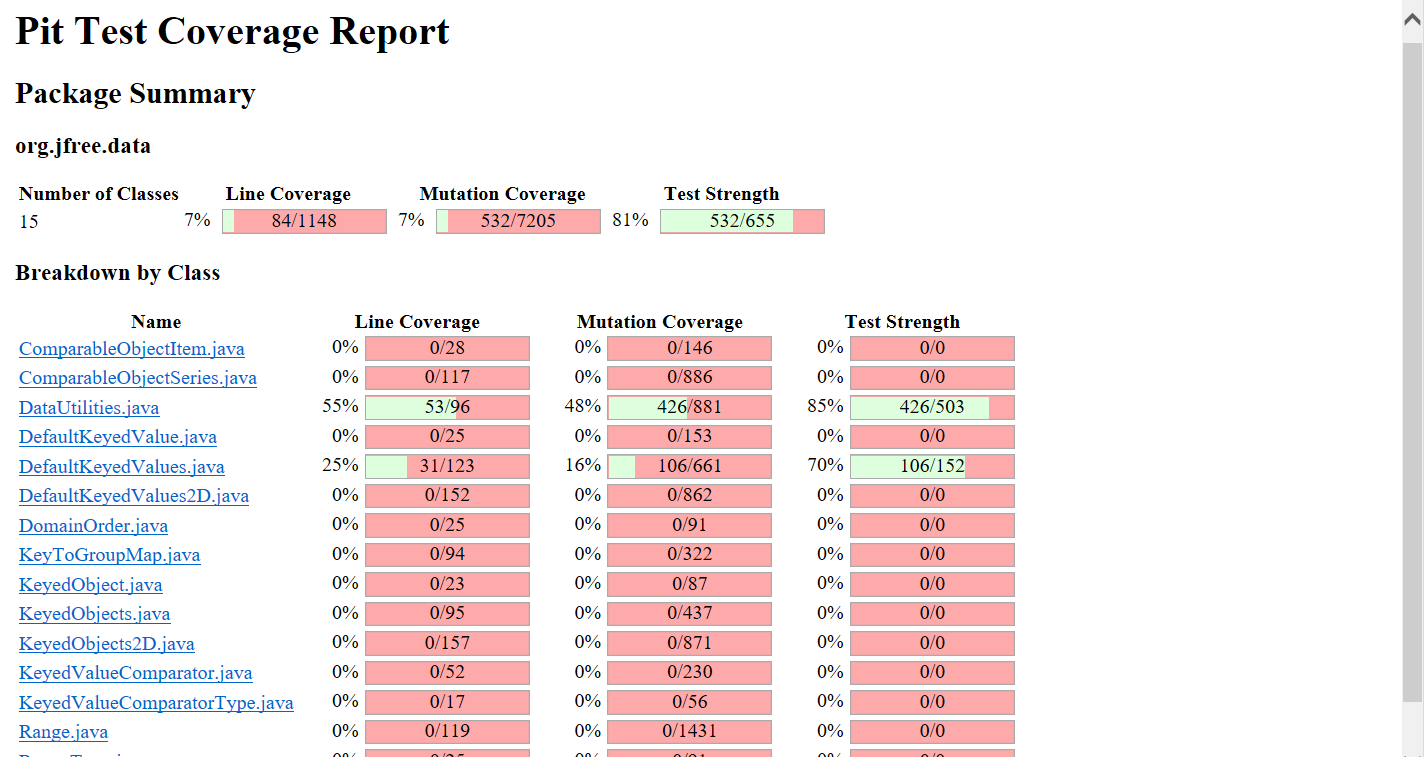 Pit Test Coverage Report
Package Summary
org.jfree.data
Number of Classes Line Coverage Mutation Coverage Test Strength
15 7% 84/1148 7% 532/7205 81% 532/655
Breakdown by Class
Name Line Coverage Mutation Coverage Test Strength
ComparableObjectItem.java 0% 0/28 0% 0/146 0% 0/0
ComparableObjectSeries.java 0% 0/117 0% 0/886 0% 0/0
DataUtilities.java 55% 53/96 48% 426/881 85% 426/503
DefaultKeyedValue.java 0% 0/25 0% 0/153 0% 0/0
DefaultKeyedValues.java 25% 31/123 16% 106/661 70% 106/152
DefaultKeyedValues2D.java 0% 0/152 0% 0/862 0% 0/0
DomainOrder.java 0% 0/25 0% 0/91 0% 0/0
KeyToGroupMap.java 0% 0/94 0% 0/322 0% 0/0
KeyedObject.java 0% 0/23 0% 0/87 0% 0/0
KeyedObjects.java 0% 0/95 0% 0/437 0% 0/0
KeyedObjects2D.java 0% 0/157 0% 0/871 0% 0/0
KeyedValueComparator.java 0% 0/52 0% 0/230 0% 0/0
KeyedValueComparatorType.java 0% 0/17 0% 0/56 0% 0/0
Range.java 0% 0/119 0% 0/1431 0% 0/0